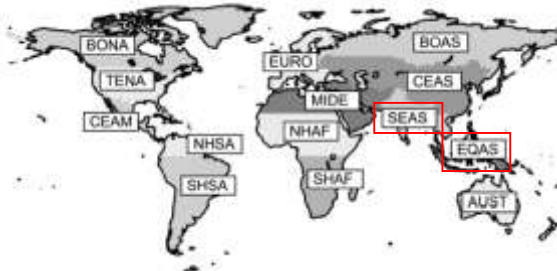 BONA
BOAS
EURO
TENA
CEAS
MIDE
CEAM
SEAS
NHAF
NHSA
EQAS
SHSA
SHAF
AUST